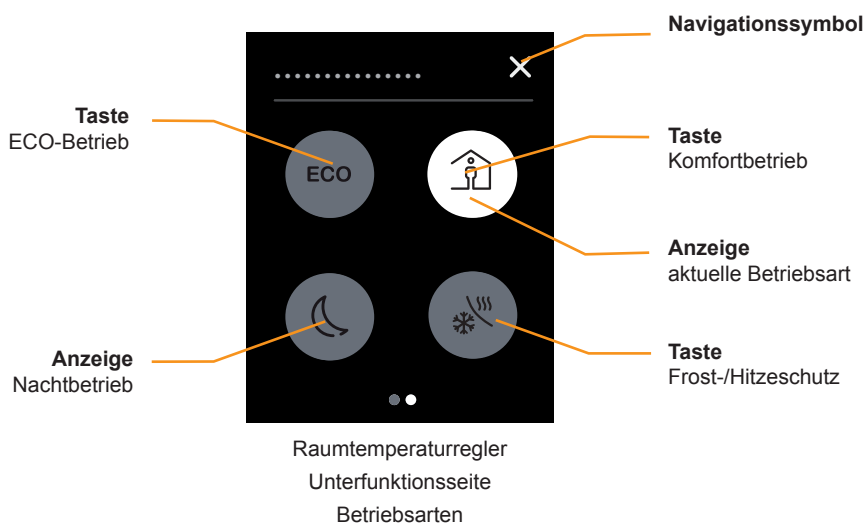 Navigationssymbol
Taste
ECO-Betrieb
ECO
Taste
Komfortbetrieb
Anzeige
aktuelle Betriebsart
Anzeige
Nachtbetrieb
Taste
Frost-/Hitzeschutz
Raumtemperaturregler
Unterfunktionsseite
Betriebsarten